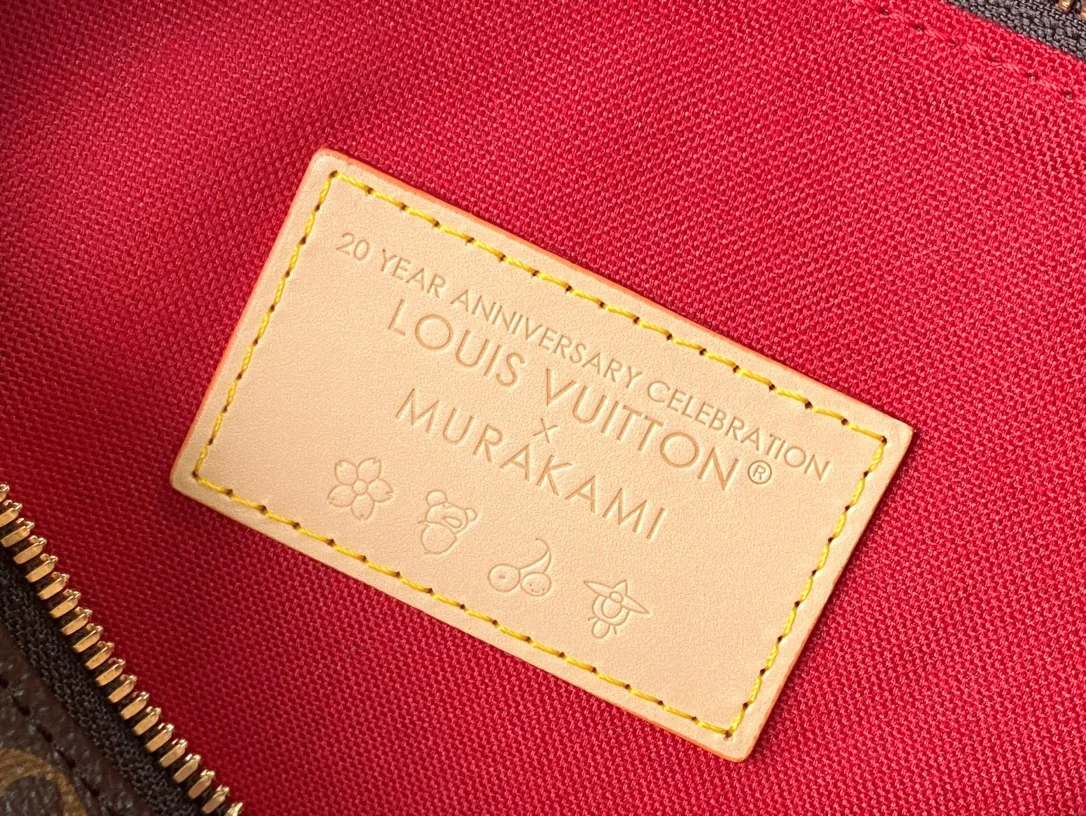 20 YEAR ANNIVERSARY CELEBRATION
LOUIS VUITTON®
x
MURAKAMI